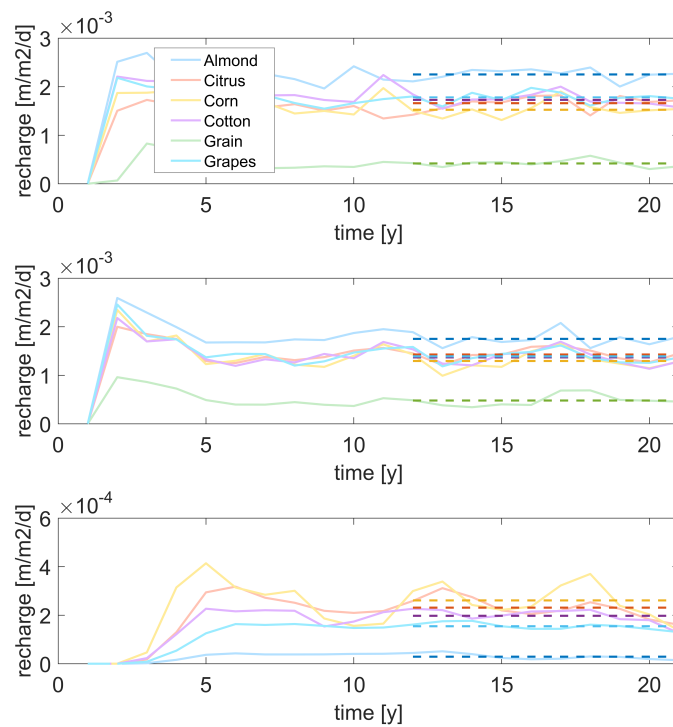 ×10-3
3
2
1
0
recharge [m/m2/d]
Almond
Citrus
Corn
Cotton
Grain
Grapes
0 5 10 15 20
time [y]
×10-3
3
2
1
0
recharge [m/m2/d]
0 5 10 15 20
time [y]
×10-4
6
4
2
0
recharge [m/m2/d]
0 5 10 15 20
time [y]